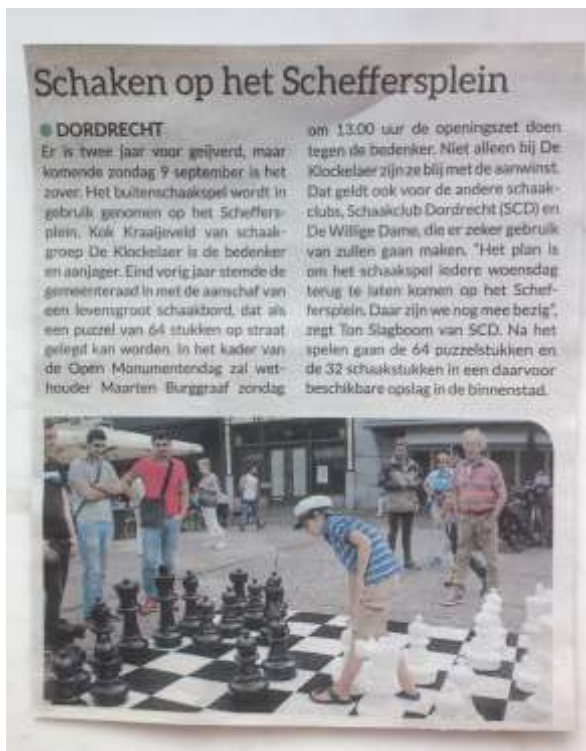 Schaken op het Scheffersplein
DORDRECHT
Er is twee jaar voor geijverd, maar
komende zondag 9 september is het
zover. Het buitenschaakspel wordt in
gebruik genomen op het Scheffers-
plein. Kok Kraaijeveld van schaak-
groep De Klockelaer is de bedenker
en aanjager. Eind vorig jaar stemde de
gemeenteraad in met de aanschaf van
een levensgroot schaakbord, dat als
een puzzel van 64 stukken op straat
gelegd kan worden. In het kader van
de Open Monumentendag zal wet-
houder Maarten Burggraaf zondag
om 13.00 uur de openingszet doen
tegen de bedenker. Niet alleen bij De
Klockelaer zijn ze blij met de aanwinst.
Dat geldt ook voor de andere schaak-
clubs, Schaakclub Dordrecht (SCD) en
De Willige Dame, die er zeker gebruik
van zullen gaan maken. "Het plan is
om het schaakspel iedere woensdag
terug te laten komen op het Schef-
fersplein. Daar zijn we nog mee bezig",
zegt Ton Slagboom van SCD. Na het
spelen gaan de 64 puzzelstukken en
de 32 schaakstukken in een daarvoor
beschikbare opslag in de binnenstad.